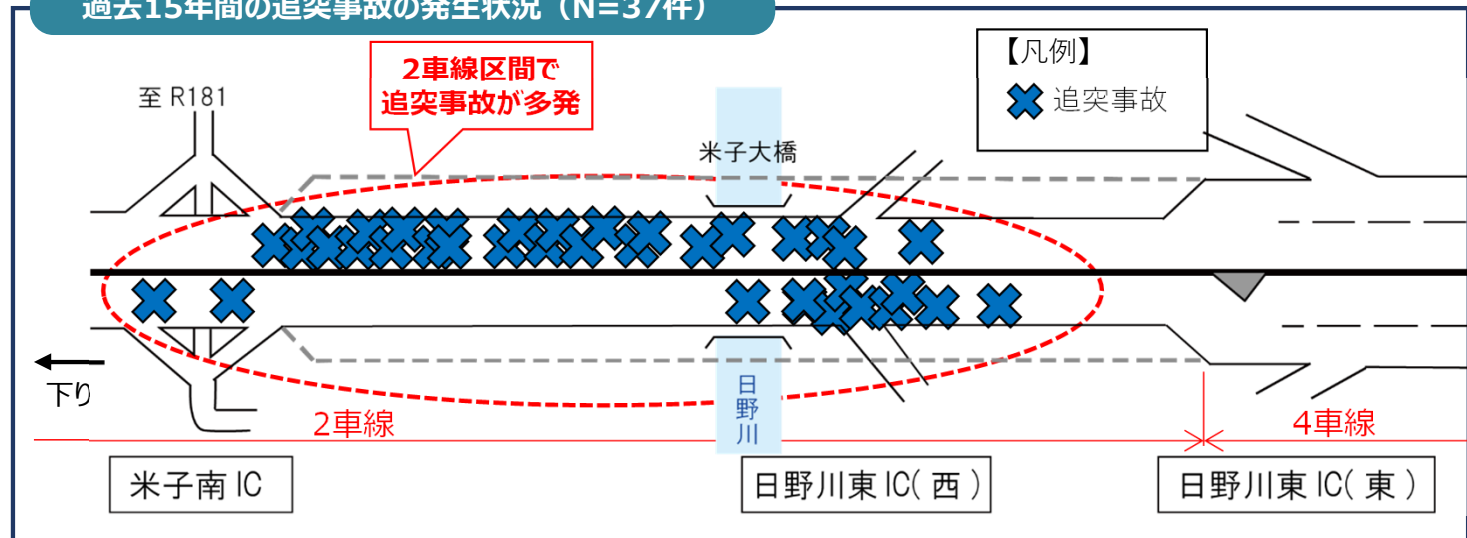 過去15年間の追突事故の発生状況（N=37件）
2車線区間で
追突事故が多発
【凡例】
追突事故
至 R181
米子大橋
下り
日野川
2車線
4車線
米子南 IC
日野川東 IC( 西 )
日野川東 IC( 東 )